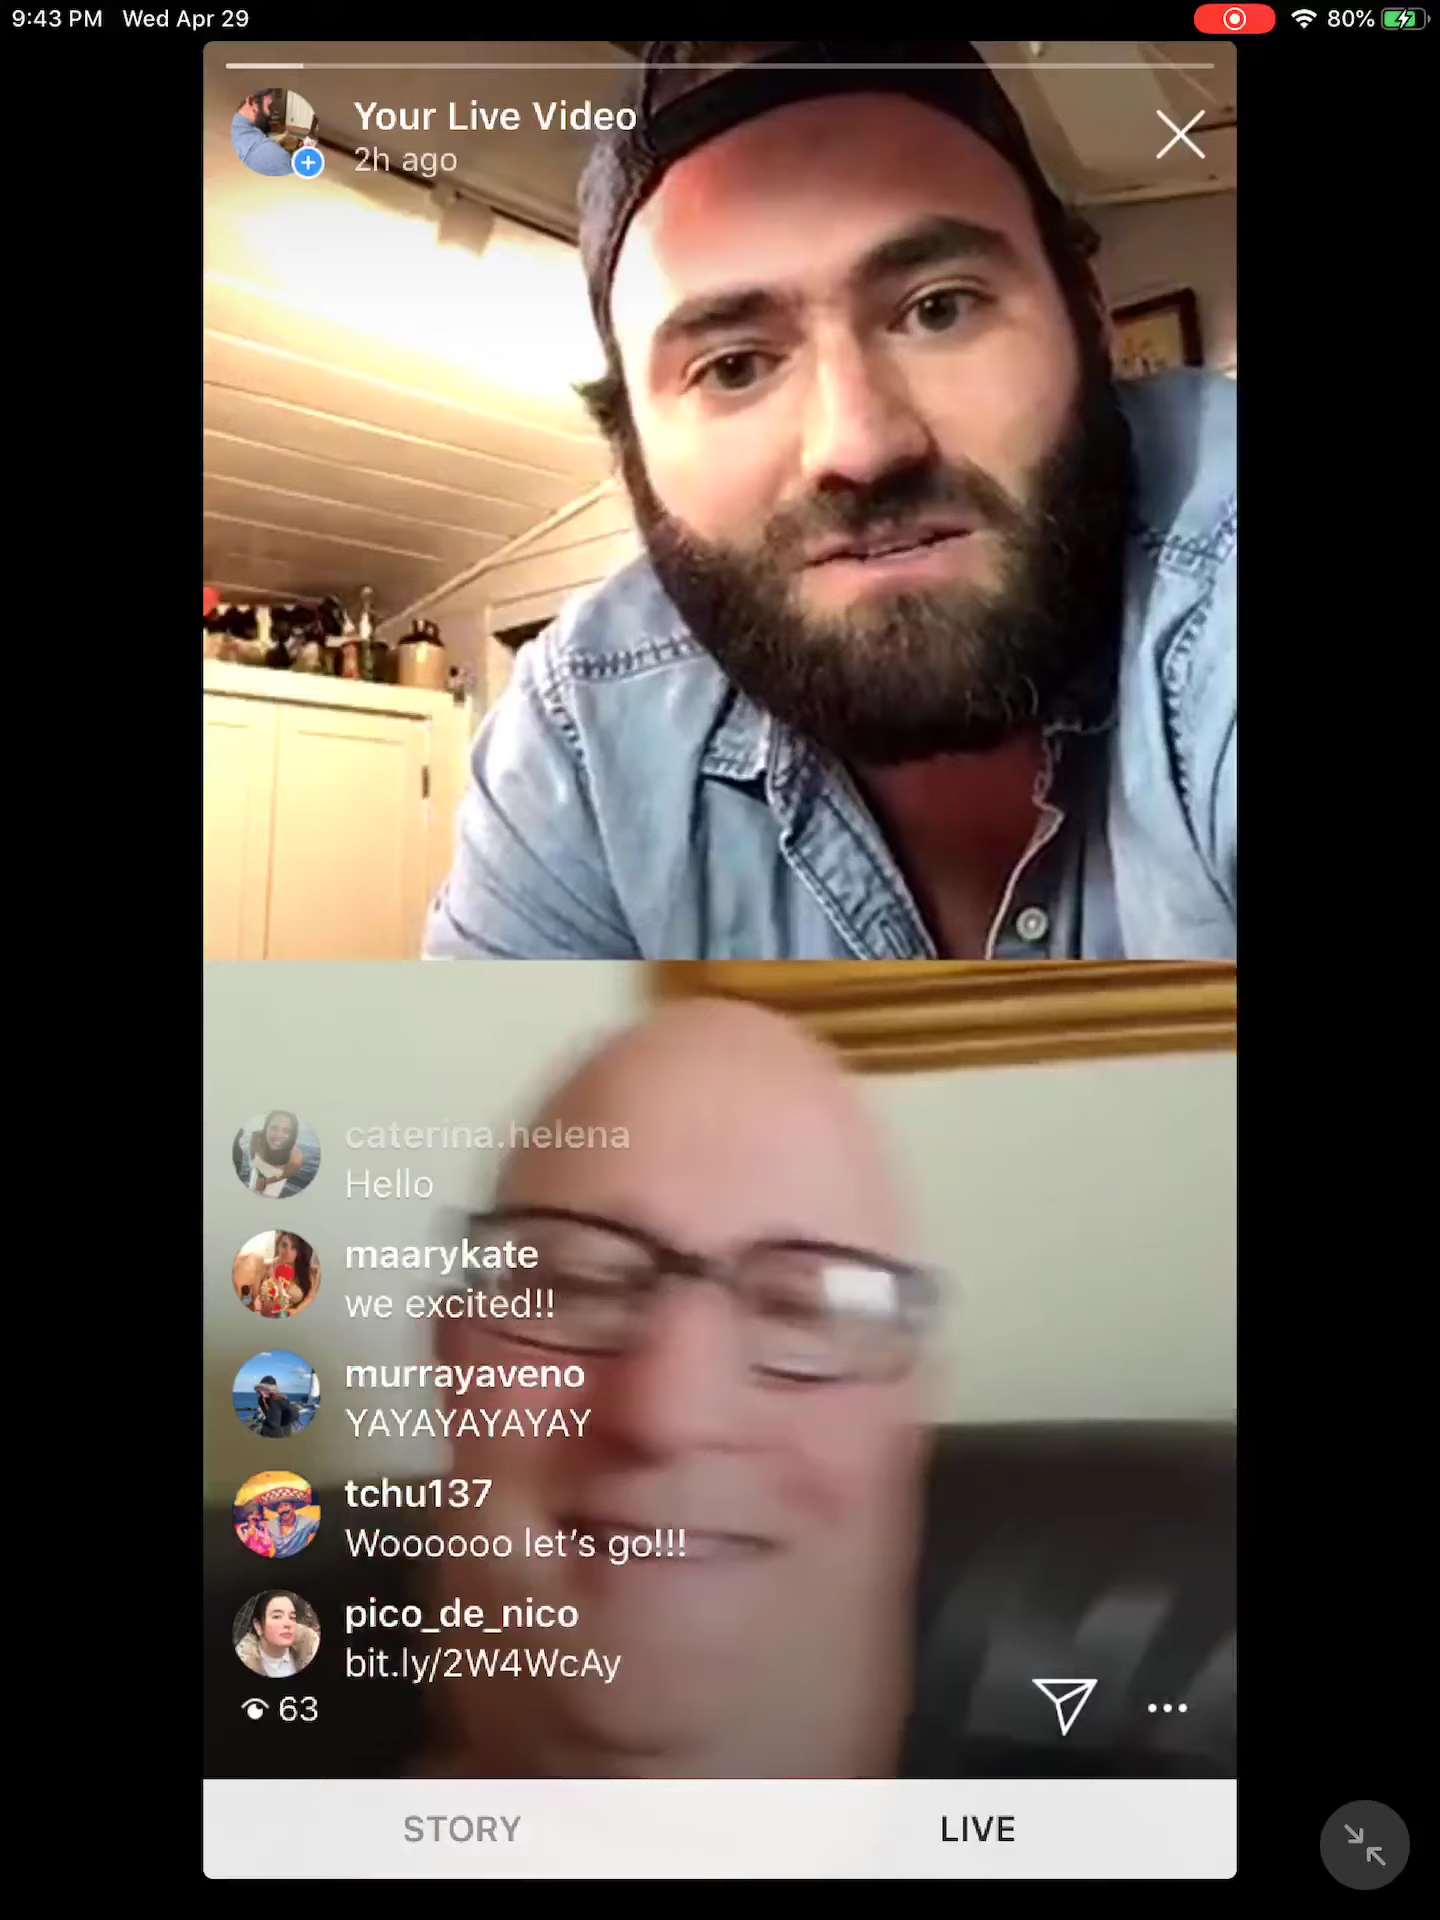 9:43 PM Wed Apr 29
80%
Your Live Video
2h ago
caterina.helena
Hello
maarykate
we excited!!
murrayaveno
YAYAYAYAYAY
tchu137
Woooooo let's go!!!
pico_de_nico
bit.ly/2W4WcAy
63
STORY
LIVE